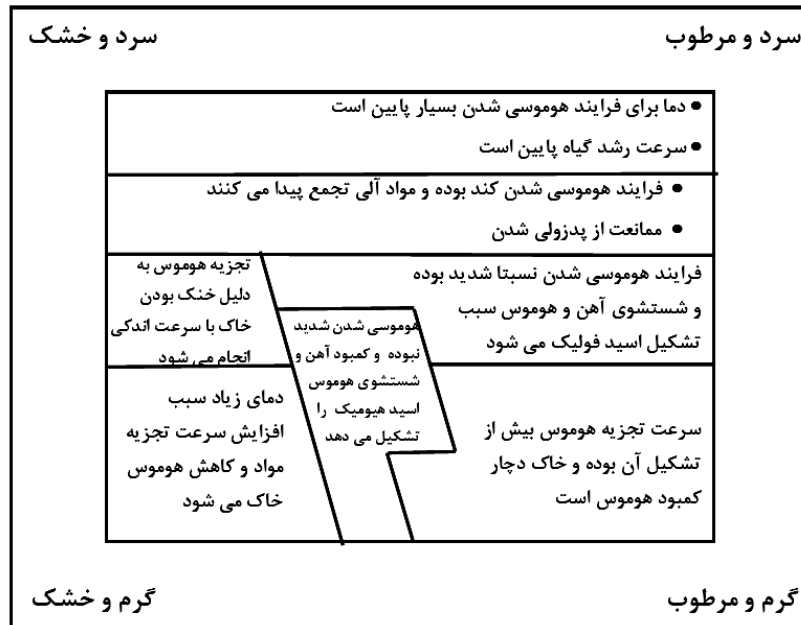 سرد و مرطوب
سرد و خشک
● دما برای فرایند هوموسی شدن بسیار پایین است
● سرعت رشد گیاه پایین است
● فرایند هوموسی شدن کند بوده و مواد آلی تجمع پیدا می کنند
● ممانعت از پدزولی شدن
فرایند هوموسی شدن نسبتا شدید بوده
و شستشوی آهن و هوموس سبب
تشکیل اسید فولیک می شود
هوموسی شدن شدید
نبوده و کمبود آهن و
شستشوی هوموس
اسید هیومیک را
تشکیل می دهد
تجزیه هوموس به
دلیل خنک بودن
خاک با سرعت اندکی
انجام می شود
سرعت تجزیه هوموس بیش از
تشکیل آن بوده و خاک دچار
کمبود هوموس است
دمای زیاد سبب
افزایش سرعت تجزیه
مواد و کاهش هوموس
خاک می شود
گرم و مرطوب
گرم و خشک